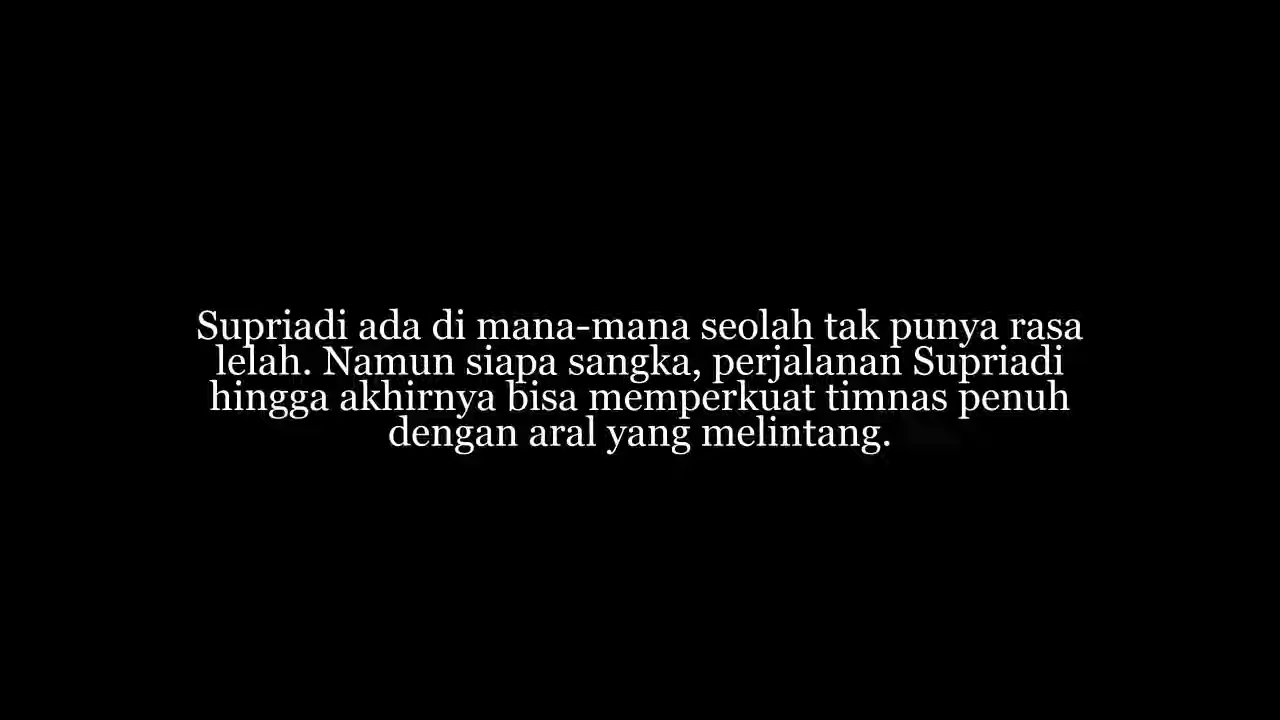 Supriadi ada di mana-mana seolah tak punya rasa
lelah. Namun siapa sangka, perjalanan Supriadi
hingga akhirnya bisa memperkuat timnas penuh
dengan aral yang melintang.